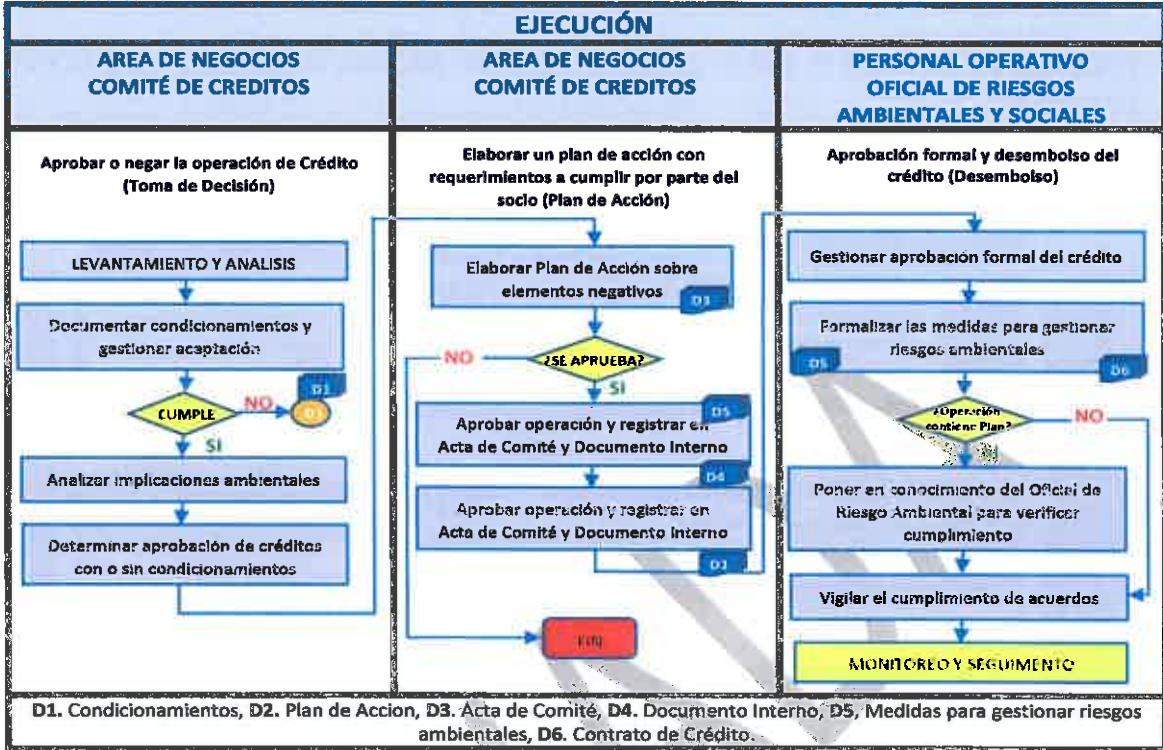 EJECUCIÓN
AREA DE NEGOCIOS
COMITÉ DE CREDITOS
Aprobar o negar la operación de Crédito
(Toma de Decisión)
LEVANTAMIENTO Y ANALISIS
Documentar condicionamientos y
gestionar aceptación
CUMPLE
NO
SI
Analizar implicaciones ambientales
Determinar aprobación de créditos
con o sin condicionamientos
AREA DE NEGOCIOS
COMITÉ DE CREDITOS
Elaborar un plan de acción con
requerimientos a cumplir por parte del
socio (Plan de Acción)
Elaborar Plan de Acción sobre
elementos negativos
¿SE APRUEBA?
NO
SI
Aprobar operación y registrar en
Acta de Comité y Documento Interno
Aprobar operación y registrar en
Acta de Comité y Documento Interno
D4
FIN
PERSONAL OPERATIVO
OFICIAL DE RIESGOS
AMBIENTALES Y SOCIALES
Aprobación formal y desembolso del
crédito (Desembolso)
Gestionar aprobación formal del crédito
Formalizar las medidas para gestionar
riesgos ambientales
D5
D6
¿Operación
contiene Plan?
NO
SI
Poner en conocimiento del Oficial de
Riesgo Ambiental para verificar
cumplimiento
Vigilar el cumplimiento de acuerdos
MONITOREO Y SEGUIMENTO
D1. Condicionamientos, D2. Plan de Accion, D3. Acta de Comité, D4. Documento Interno, D5, Medidas para gestionar riesgos
ambientales, D6. Contrato de Crédito.